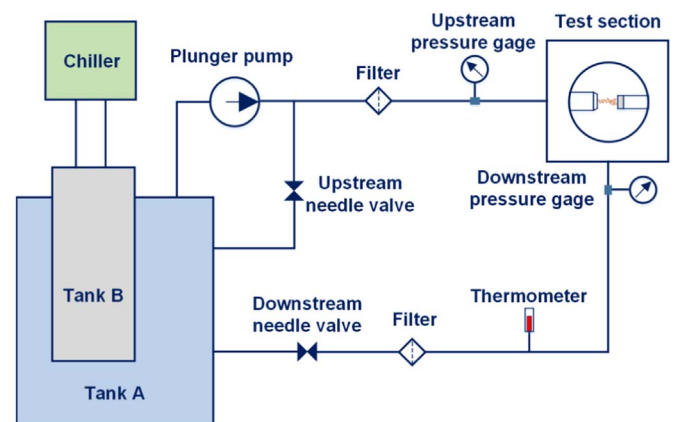 Upstream
pressure gage
Test section
Chiller
Plunger pump
Filter
Upstream
needle valve
Downstream
pressure gage
Tank B
Downstream
needle valve
Filter
Thermometer
Tank A